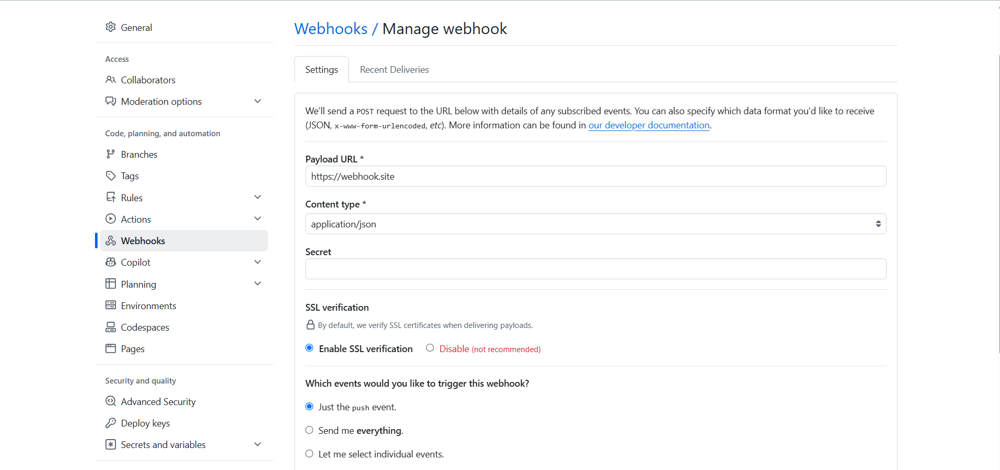 General
Access
Collaborators
Moderation options
Code, planning, and automation
Branches
Tags
Rules
Actions
Webhooks
Copilot
Planning
Environments
Codespaces
Pages
Security and quality
Advanced Security
Deploy keys
Secrets and variables
Webhooks / Manage webhook
Settings Recent Deliveries
We'll send a POST request to the URL below with details of any subscribed events. You can also specify which data format you'd like to receive
(JSON, x-www-form-urlencoded, etc). More information can be found in our developer documentation.
Payload URL *
https://webhook.site
Content type *
application/json
Secret
SSL verification
By default, we verify SSL certificates when delivering payloads.
Enable SSL verification Disable (not recommended)
Which events would you like to trigger this webhook?
Just the push event.
Send me everything.
Let me select individual events.